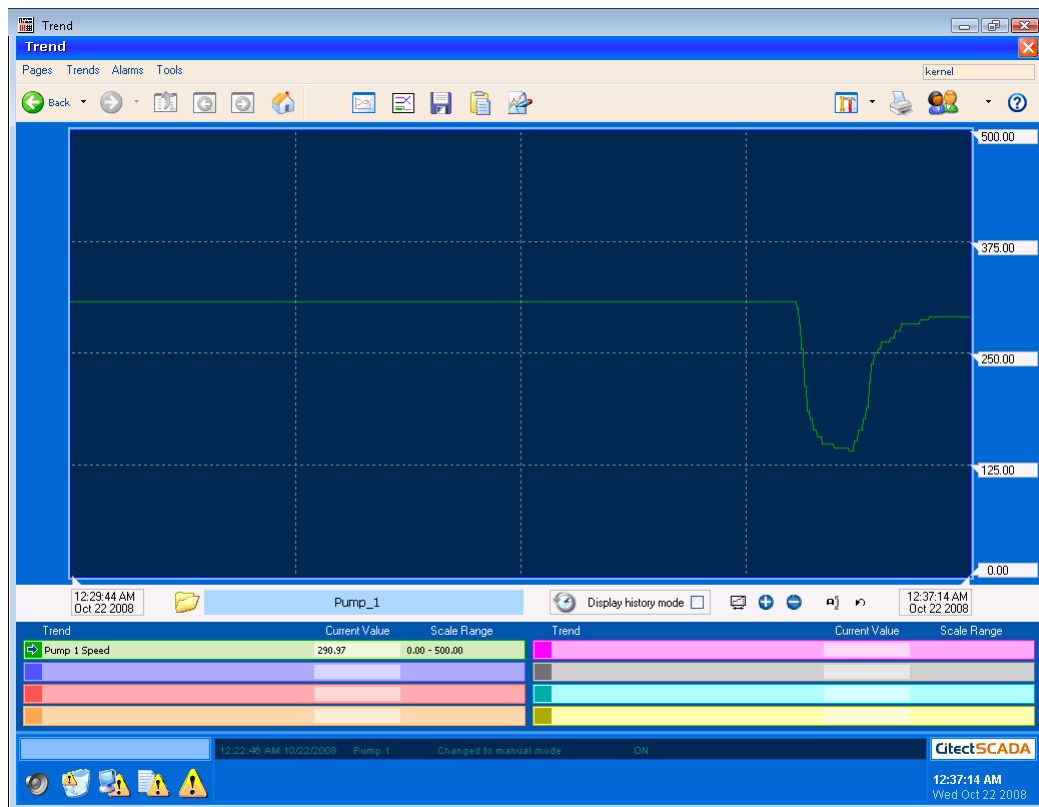 Trend
Trend
Pages Trends Alarms Tools
kernel
Back
500.00
375.00
250.00
125.00
0.00
12:29:44 AM
Oct 22 2008
Pump_1
Display history mode
12:37:14 AM
Oct 22 2008
Trend Current Value Scale Range Trend Current Value Scale Range
Pump 1 Speed 290.97 0.00 - 500.00
12:22:46 AM 10/22/2008 Pump 1 Changed to manual mode ON
CitectSCADA
12:37:14 AM
Wed Oct 22 2008